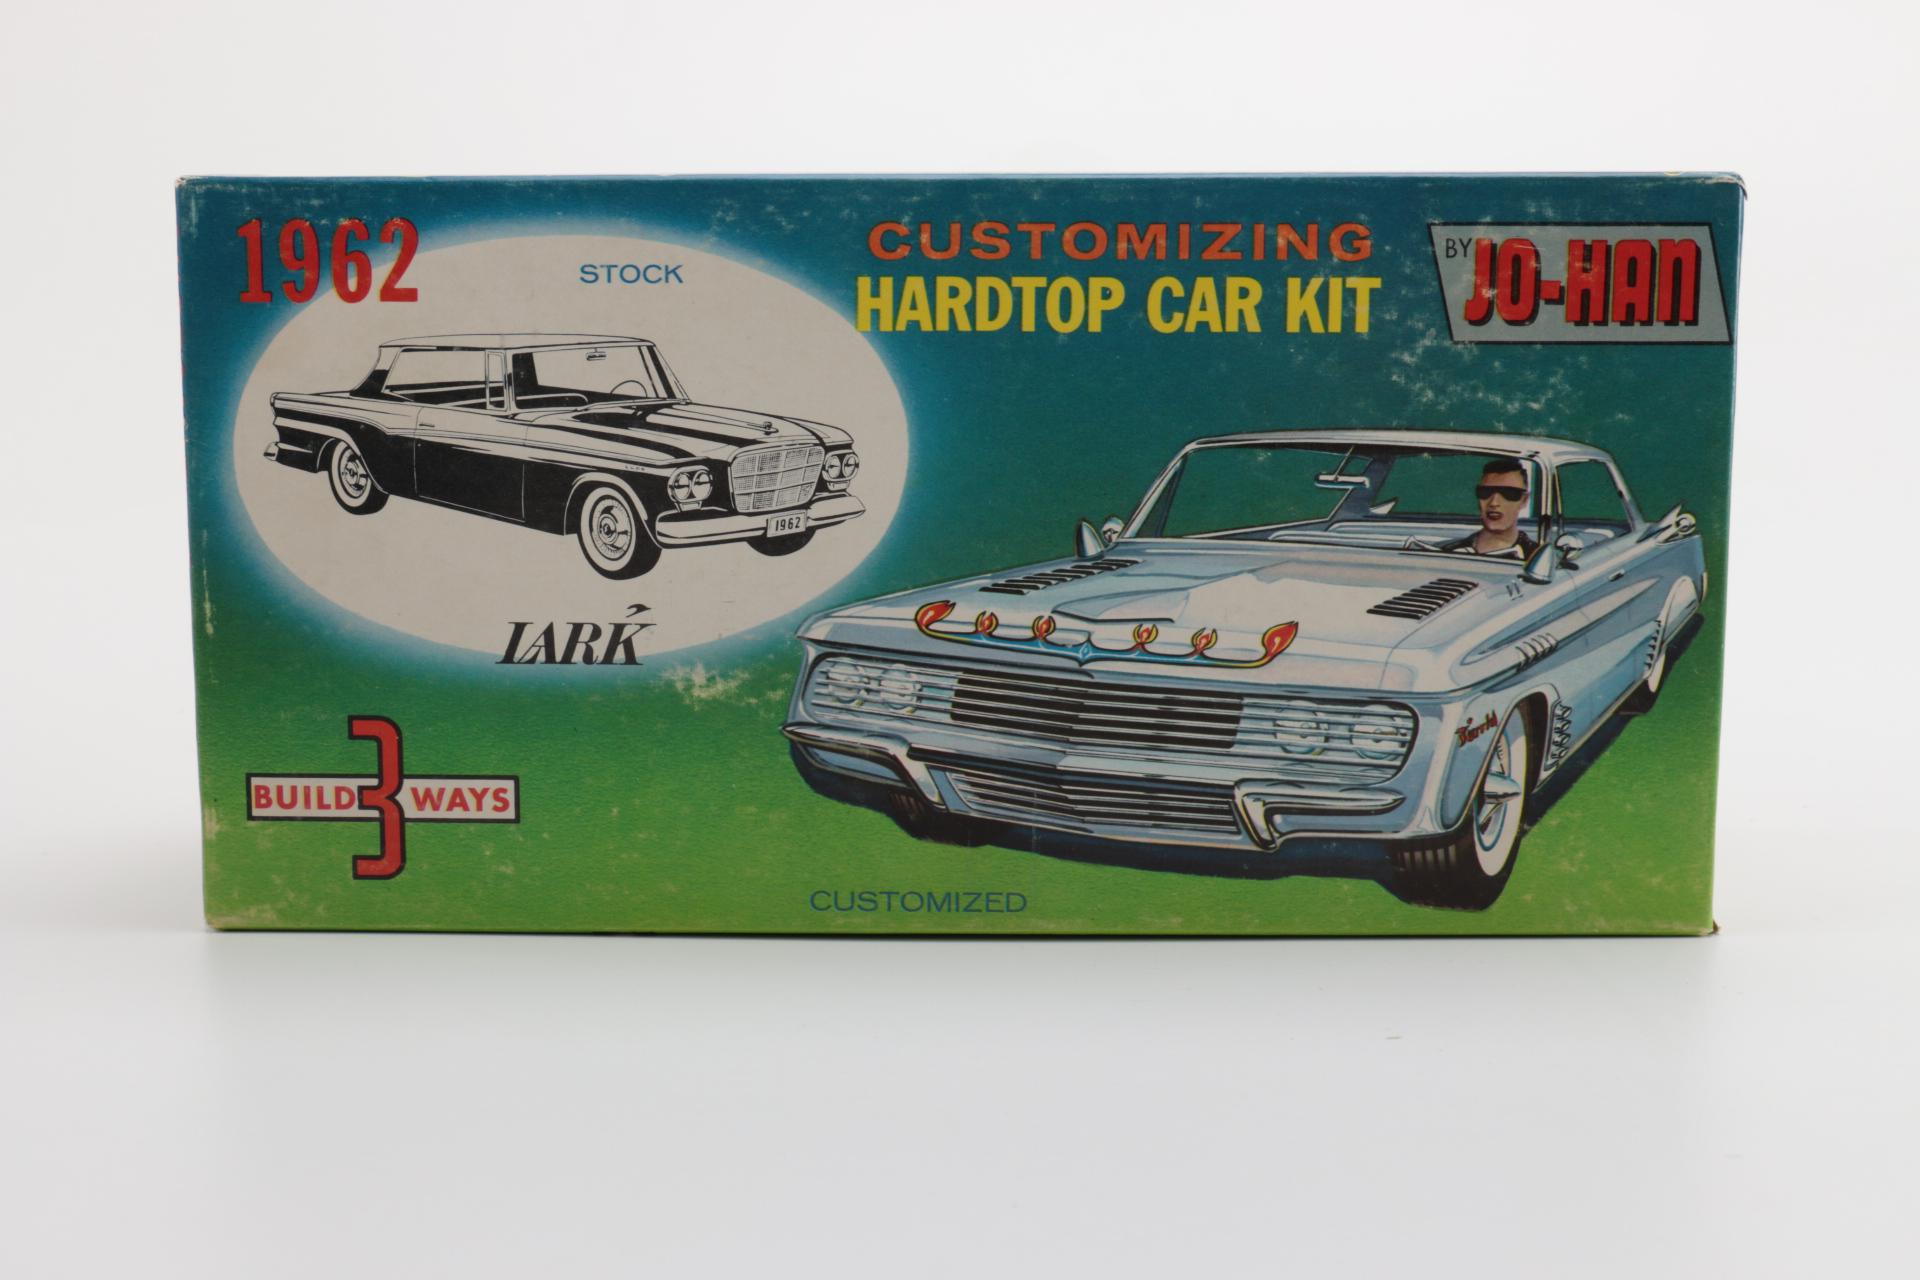 1962
STOCK
1962
LARK
BUILD 3 WAYS
CUSTOMIZING
HARDTOP CAR KIT
BY JO-HAN
CUSTOMIZED